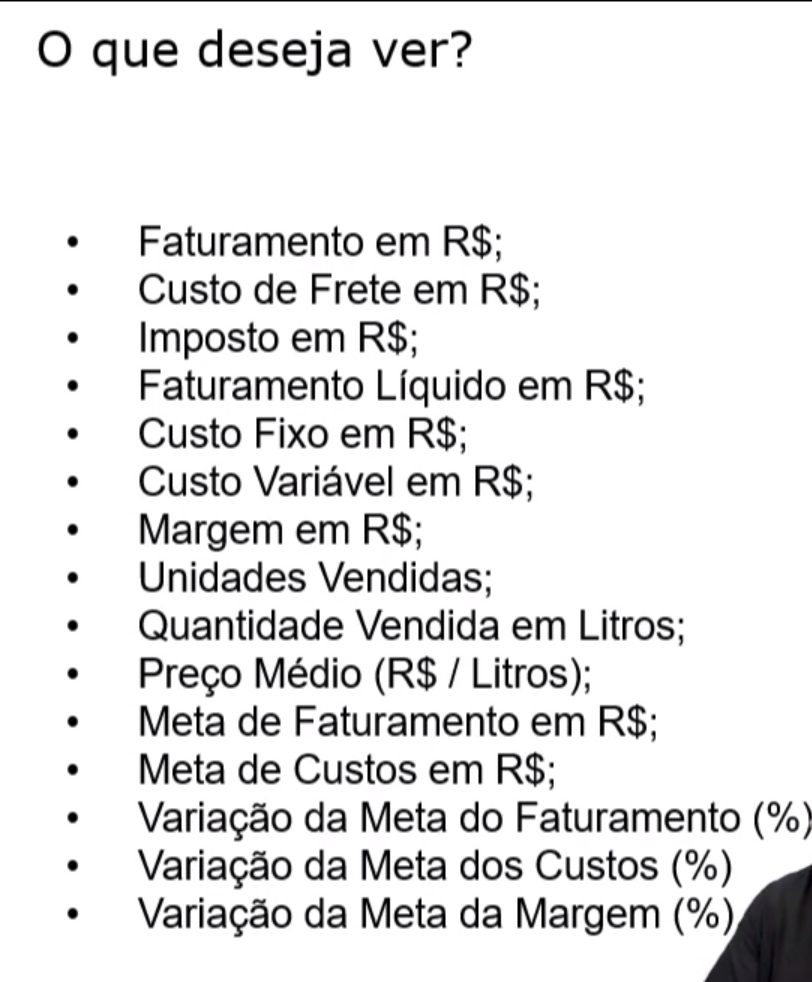 O que deseja ver?
• Faturamento em R$;
• Custo de Frete em R$;
• Imposto em R$;
• Faturamento Líquido em R$;
• Custo Fixo em R$;
• Custo Variável em R$;
• Margem em R$;
• Unidades Vendidas;
• Quantidade Vendida em Litros;
• Preço Médio (R$ / Litros);
• Meta de Faturamento em R$;
• Meta de Custos em R$;
• Variação da Meta do Faturamento (%)
• Variação da Meta dos Custos (%)
• Variação da Meta da Margem (%)